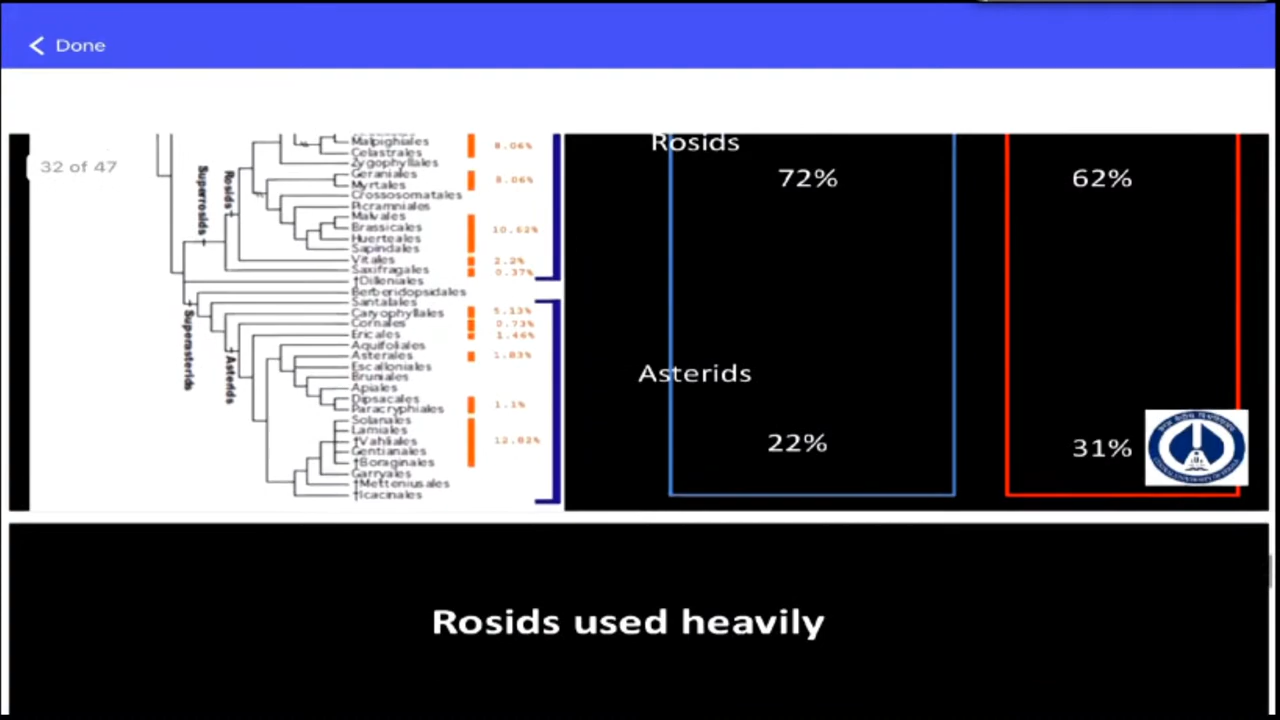 Done
32 of 47
Malpighiales
8.06%
Celastrales
Zygophyllales
Geraniales
8.06%
Myrtales
Crossosomatales
Picramniales
Malvales
Brassicales
10.62%
Huerteales
Sapindales
Vitales
2.2%
Saxifragales
0.37%
†Dilleniales
Berberidopsidales
Santalales
Caryophyllales
5.13%
Cornales
0.73%
Ericales
1.46%
Aquifoliales
Asterales
1.83%
Escalloniales
Bruniales
Apiales
Dipsacales
1.1%
Paracryphiales
Solanales
Lamiales
†Vahliales
12.82%
Gentianales
†Boraginales
Garryales
†Metteniusales
†Icacinales
Superrosids
Rosids
Superasterids
Asterids
Rosids
72%
62%
Asterids
22%
31%
Rosids used heavily